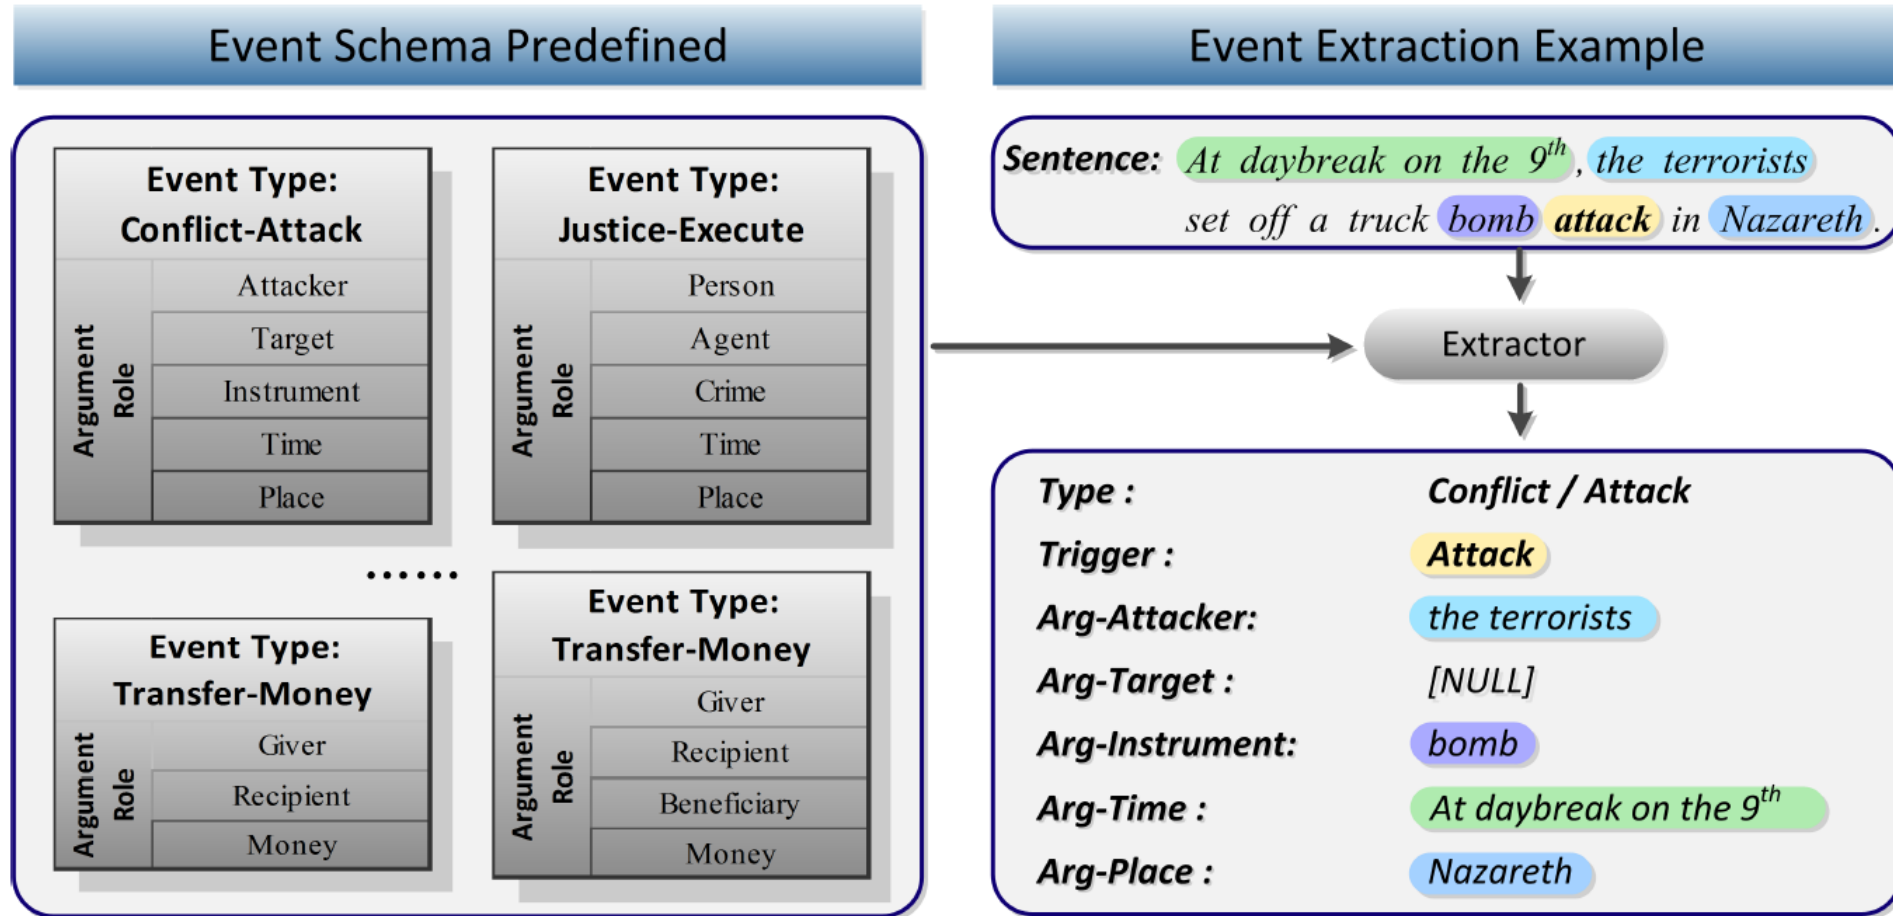 Event Schema Predefined
Event Type:
Conflict-Attack
Argument
Role
Attacker
Target
Instrument
Time
Place
Event Type:
Justice-Execute
Argument
Role
Person
Agent
Crime
Time
Place
......
Event Type:
Transfer-Money
Argument
Role
Giver
Recipient
Money
Event Type:
Transfer-Money
Argument
Role
Giver
Recipient
Beneficiary
Money
Event Extraction Example
Sentence: At daybreak on the 9th, the terrorists
set off a truck bomb attack in Nazareth.
Extractor
Type : Conflict / Attack
Trigger : Attack
Arg-Attacker: the terrorists
Arg-Target : [NULL]
Arg-Instrument: bomb
Arg-Time : At daybreak on the 9th
Arg-Place : Nazareth